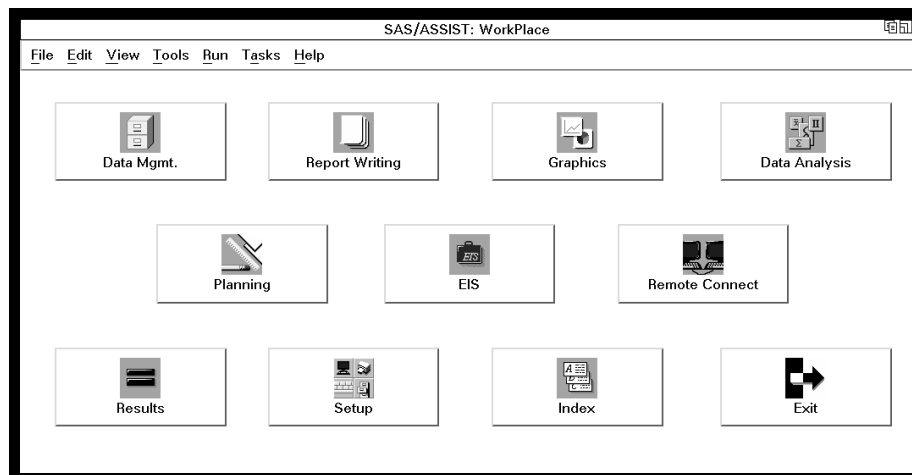 SAS/ASSIST: WorkPlace
File Edit View Tools Run Tasks Help
Data Mgmt. Report Writing Graphics Data Analysis
EIS
Planning EIS Remote Connect
A
Results Setup Index Exit